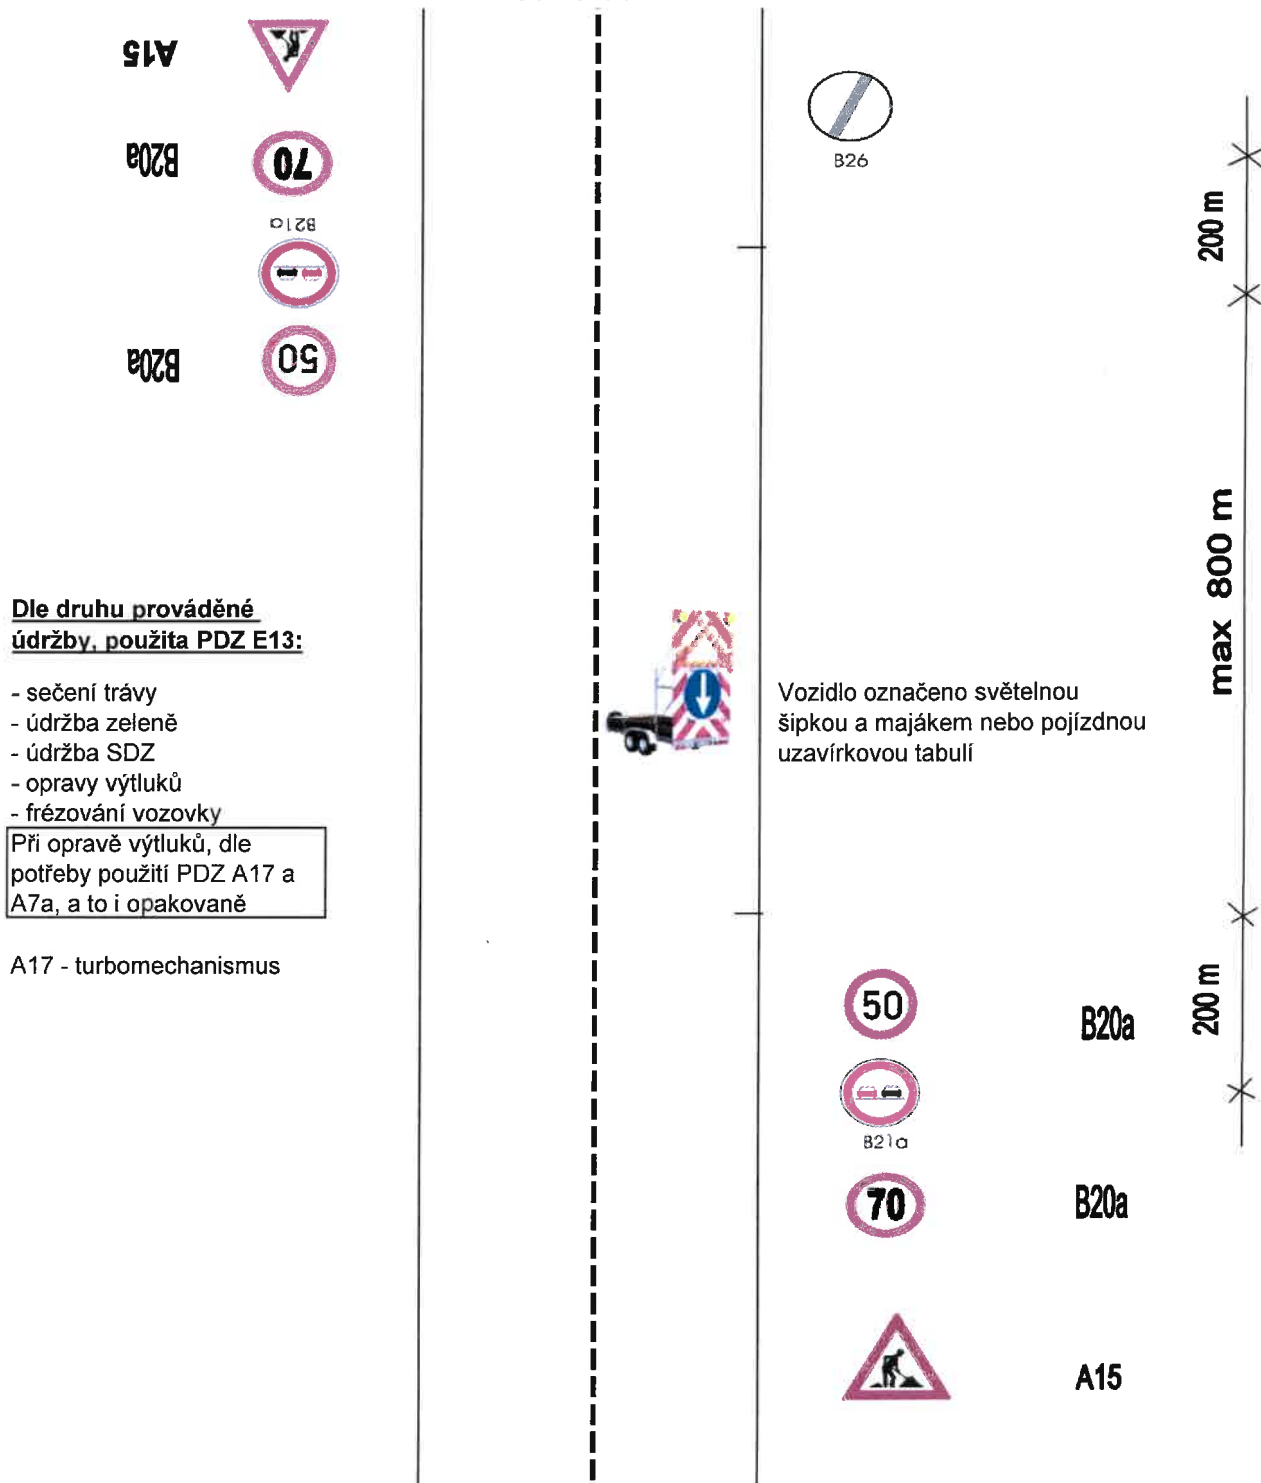 A15
B26
B20a
70
200 m
B21a
B20a
50
max 800 m
Dle druhu prováděné
údržby, použita PDZ E13:
- sečení trávy
- údržba zeleně
- údržba SDZ
- opravy výtluků
- frézování vozovky
Při opravě výtluků, dle
potřeby použití PDZ A17 a
A7a, a to i opakovaně
A17 - turbomechanismus
Vozidlo označeno světelnou
šipkou a majákem nebo pojízdnou
uzavírkovou tabulí
50
B20a
200 m
B21a
70
B20a
A15